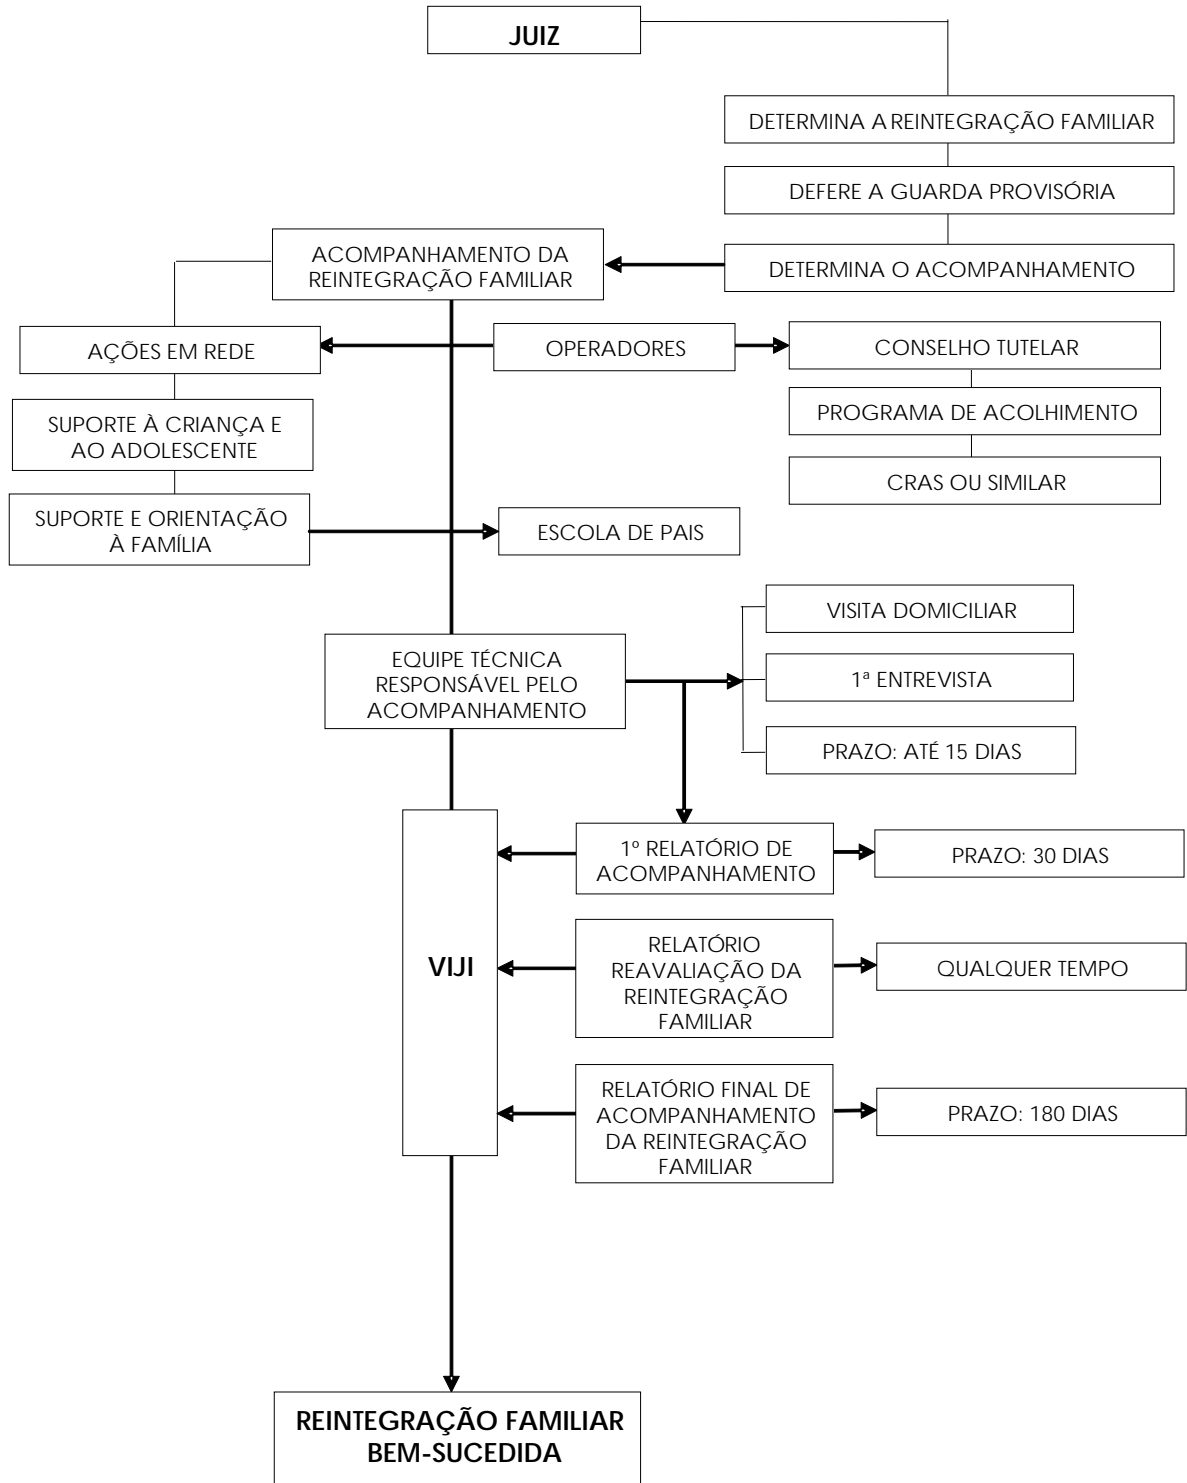 JUIZ
DETERMINA A REINTEGRAÇÃO FAMILIAR
DEFERE A GUARDA PROVISÓRIA
ACOMPANHAMENTO DA
REINTEGRAÇÃO FAMILIAR
DETERMINA O ACOMPANHAMENTO
AÇÕES EM REDE
OPERADORES
CONSELHO TUTELAR
SUPORTE À CRIANÇA E
AO ADOLESCENTE
PROGRAMA DE ACOLHIMENTO
CRAS OU SIMILAR
SUPORTE E ORIENTAÇÃO
À FAMÍLIA
ESCOLA DE PAIS
VISITA DOMICILIAR
EQUIPE TÉCNICA
RESPONSÁVEL PELO
ACOMPANHAMENTO
1ª ENTREVISTA
PRAZO: ATÉ 15 DIAS
1º RELATÓRIO DE
ACOMPANHAMENTO
PRAZO: 30 DIAS
VIJI
RELATÓRIO
REAVALIAÇÃO DA
REINTEGRAÇÃO
FAMILIAR
QUALQUER TEMPO
RELATÓRIO FINAL DE
ACOMPANHAMENTO
DA REINTEGRAÇÃO
FAMILIAR
PRAZO: 180 DIAS
REINTEGRAÇÃO FAMILIAR
BEM-SUCEDIDA